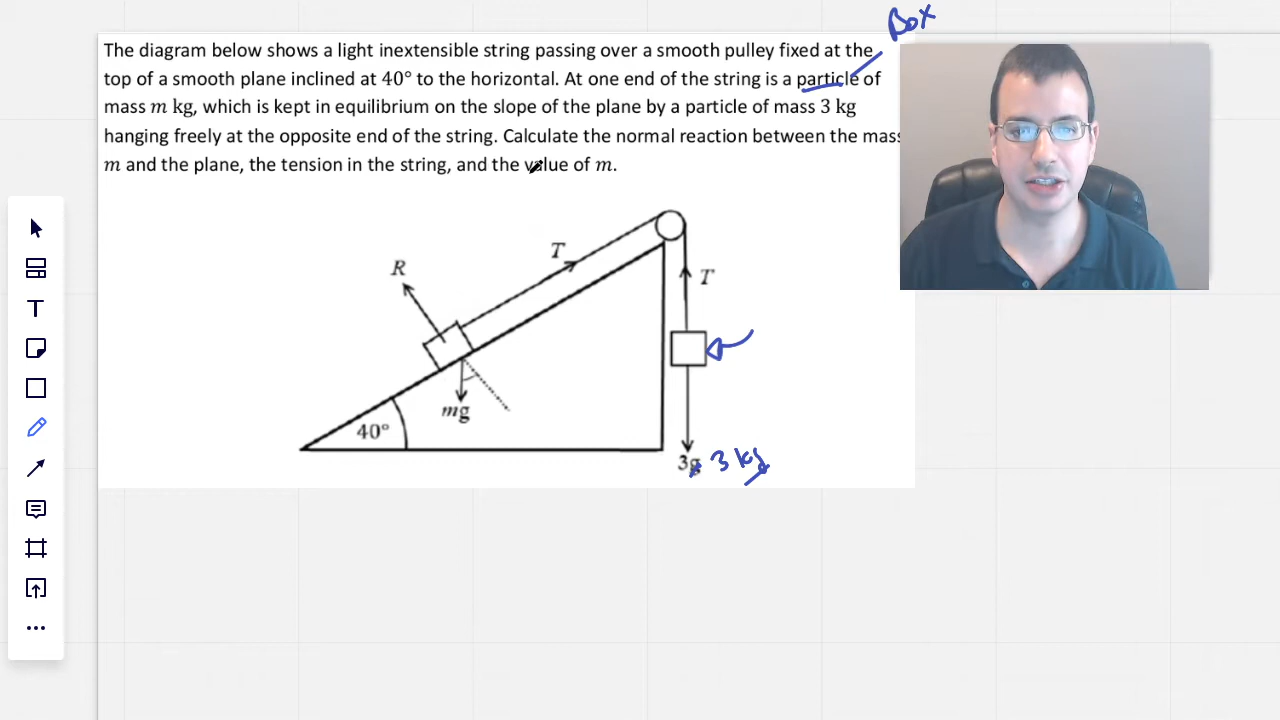 Box
The diagram below shows a light inextensible string passing over a smooth pulley fixed at the
top of a smooth plane inclined at 40° to the horizontal. At one end of the string is a particle of
mass m kg, which is kept in equilibrium on the slope of the plane by a particle of mass 3 kg
hanging freely at the opposite end of the string. Calculate the normal reaction between the mass
m and the plane, the tension in the string, and the value of m.
T
R
T
mg
40°
3g 3 kg
T